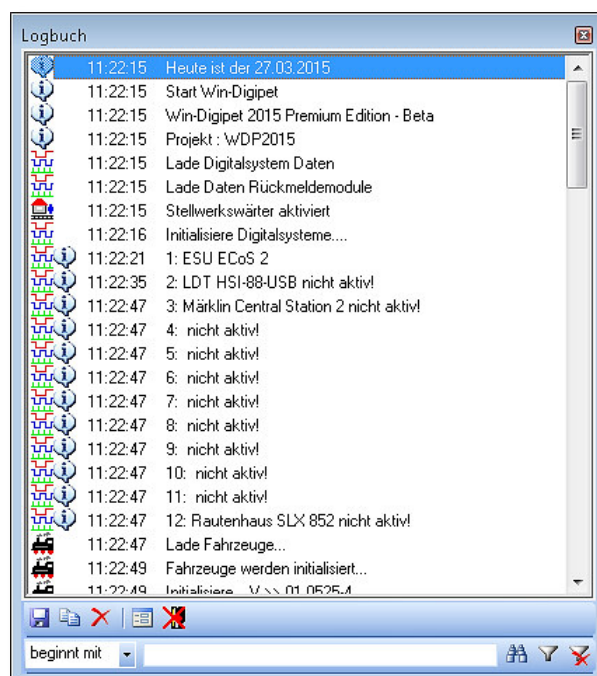 Logbuch
11:22:15 Heute ist der 27.03.2015
11:22:15 Start Win-Digipet
11:22:15 Win-Digipet 2015 Premium Edition - Beta
11:22:15 Projekt : WDP2015
11:22:15 Lade Digitalsystem Daten
11:22:15 Lade Daten Rückmeldemodule
11:22:15 Stellwerkswärter aktiviert
11:22:16 Initialisiere Digitalsysteme....
11:22:21 1: ESU ECoS 2
11:22:35 2: LDT HSI-88-USB nicht aktiv!
11:22:47 3: Märklin Central Station 2 nicht aktiv!
11:22:47 4: nicht aktiv!
11:22:47 5: nicht aktiv!
11:22:47 6: nicht aktiv!
11:22:47 7: nicht aktiv!
11:22:47 8: nicht aktiv!
11:22:47 9: nicht aktiv!
11:22:47 10: nicht aktiv!
11:22:47 11: nicht aktiv!
11:22:47 12: Rautenhaus SLX 852 nicht aktiv!
11:22:47 Lade Fahrzeuge...
11:22:49 Fahrzeuge werden initialisiert...
11:22:49 Initialisiere... V >> 01 0525-4
beginnt mit